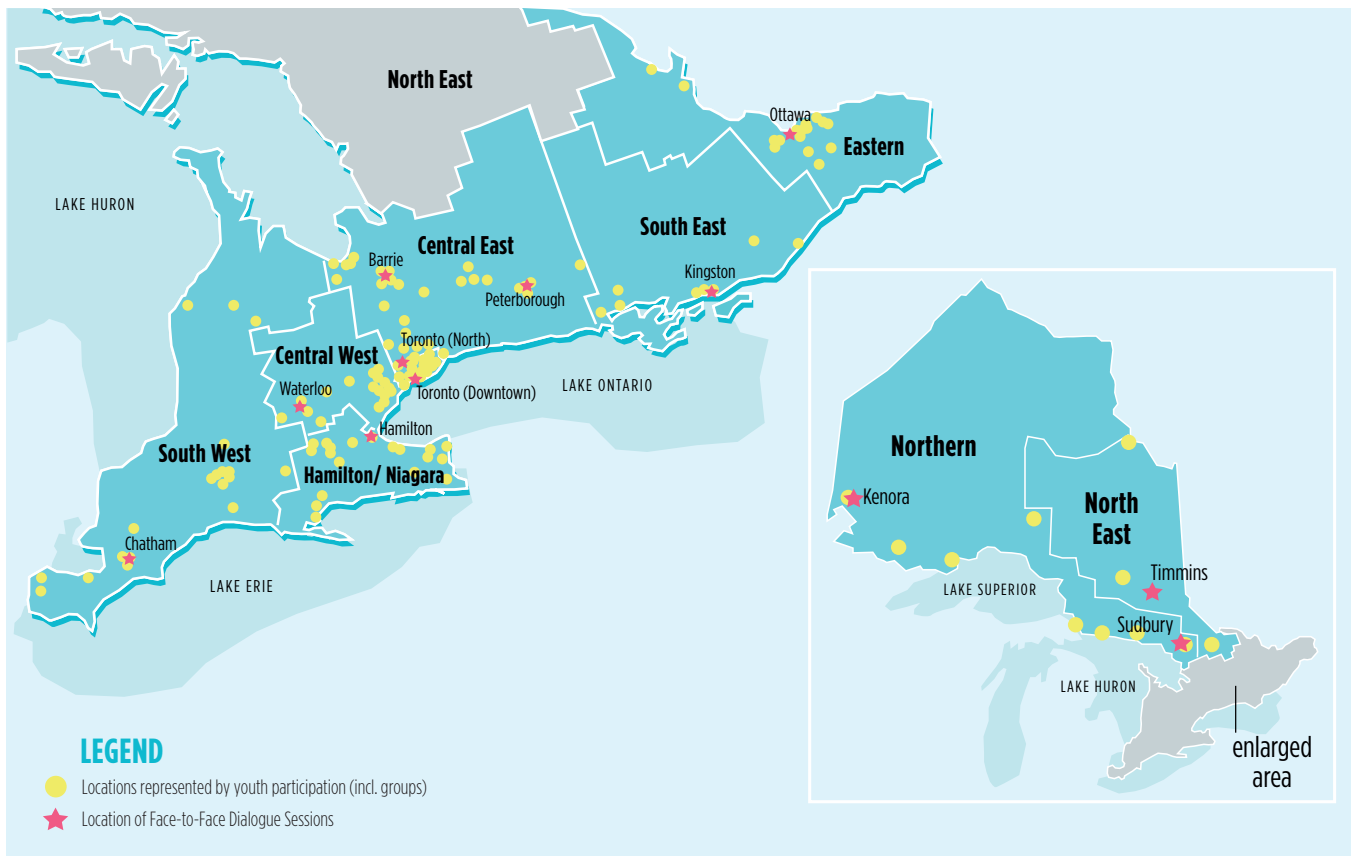 North East
Ottawa
Eastern
LAKE HURON
South East
Central East
Barrie
Kingston
Peterborough
Toronto (North)
Central West
LAKE ONTARIO
Waterloo
Toronto (Downtown)
Hamilton
South West
Hamilton/ Niagara
Chatham
LAKE ERIE
Northern
Kenora
North
East
Timmins
LAKE SUPERIOR
Sudbury
LAKE HURON
enlarged
area
LEGEND
Locations represented by youth participation (incl. groups)
Location of Face-to-Face Dialogue Sessions